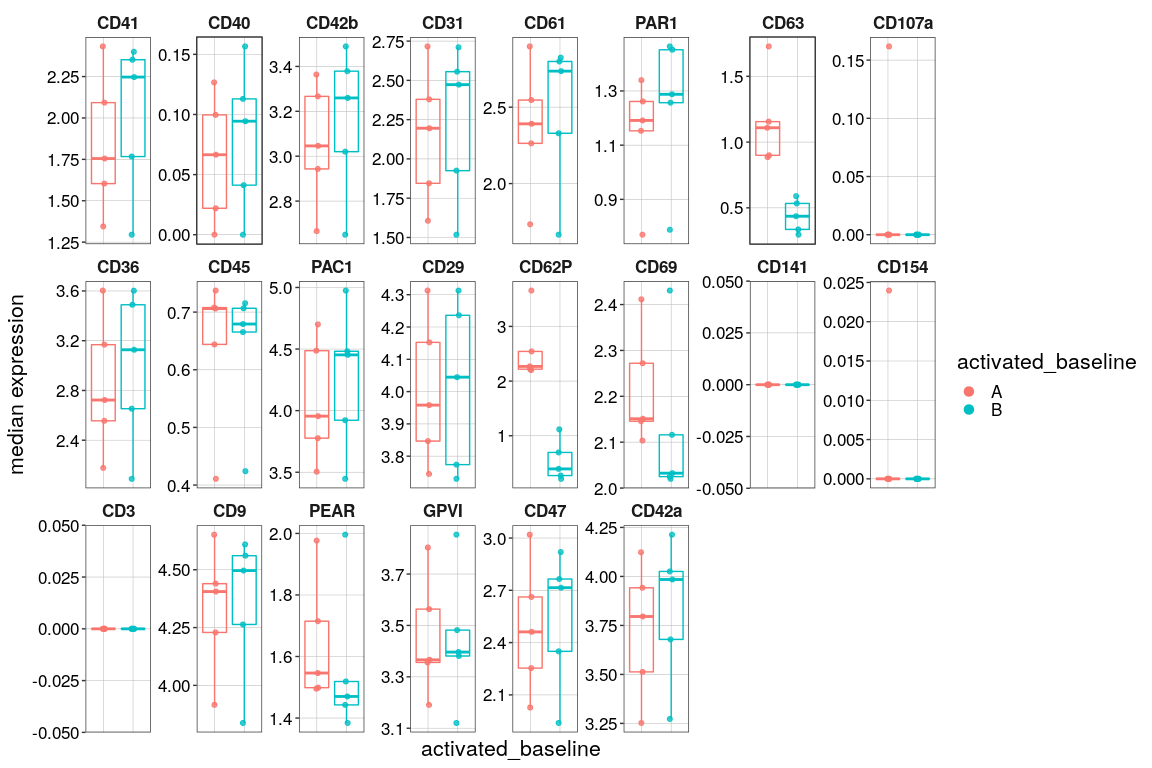 CD41 CD40 CD42b CD31 CD61 PAR1 CD63 CD107a
2.25 2.00 1.75 1.50 1.25
0.15 0.10 0.05 0.00
3.4 3.2 3.0 2.8
2.75 2.50 2.25 2.00 1.75 1.50
2.5 2.0
1.3 1.1 0.9
1.5 1.0 0.5
0.15 0.10 0.05 0.00
CD36 CD45 PAC1 CD29 CD62P CD69 CD141 CD154
3.6 3.2 2.8 2.4
0.7 0.6 0.5 0.4
5.0 4.5 4.0 3.5
4.3 4.2 4.1 4.0 3.9 3.8
3 2 1
2.4 2.3 2.2 2.1 2.0
0.050 0.025 0.000 -0.025 -0.050
0.025 0.020 0.015 0.010 0.005 0.000
CD3 CD9 PEAR GPVI CD47 CD42a
0.050 0.025 0.000 -0.025 -0.050
4.50 4.25 4.00
2.0 1.8 1.6 1.4
3.7 3.5 3.3 3.1
3.0 2.7 2.4 2.1
4.25 4.00 3.75 3.50 3.25
median expression
activated_baseline
activated_baseline
A
B